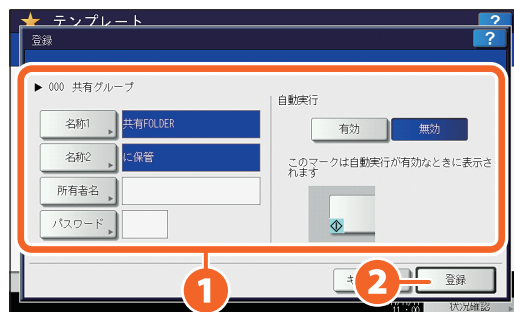 テンプレート
?
登録
?
▶ 000 共有グループ
名称1
共有FOLDER
名称2
に保管
所有者名
パスワード
自動実行
有効
無効
このマークは自動実行が有効なときに表示さ
れます
1
2
登録
状況確認